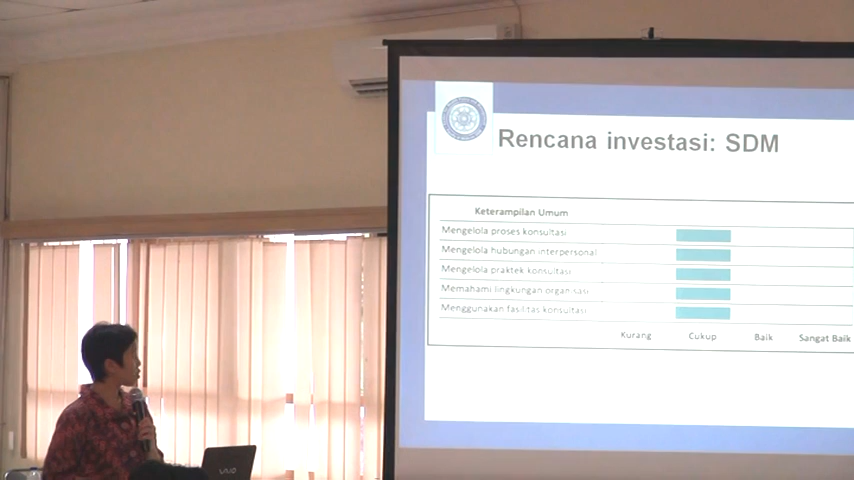 Rencana investasi: SDM
Keterampilan Umum
Mengelola proses konsultasi
Mengelola hubungan interpersonal
Mengelola praktek konsultasi
Memahami lingkungan organisasi
Menggunakan fasilitas konsultasi
Kurang Cukup Baik Sangat Baik
VAIO